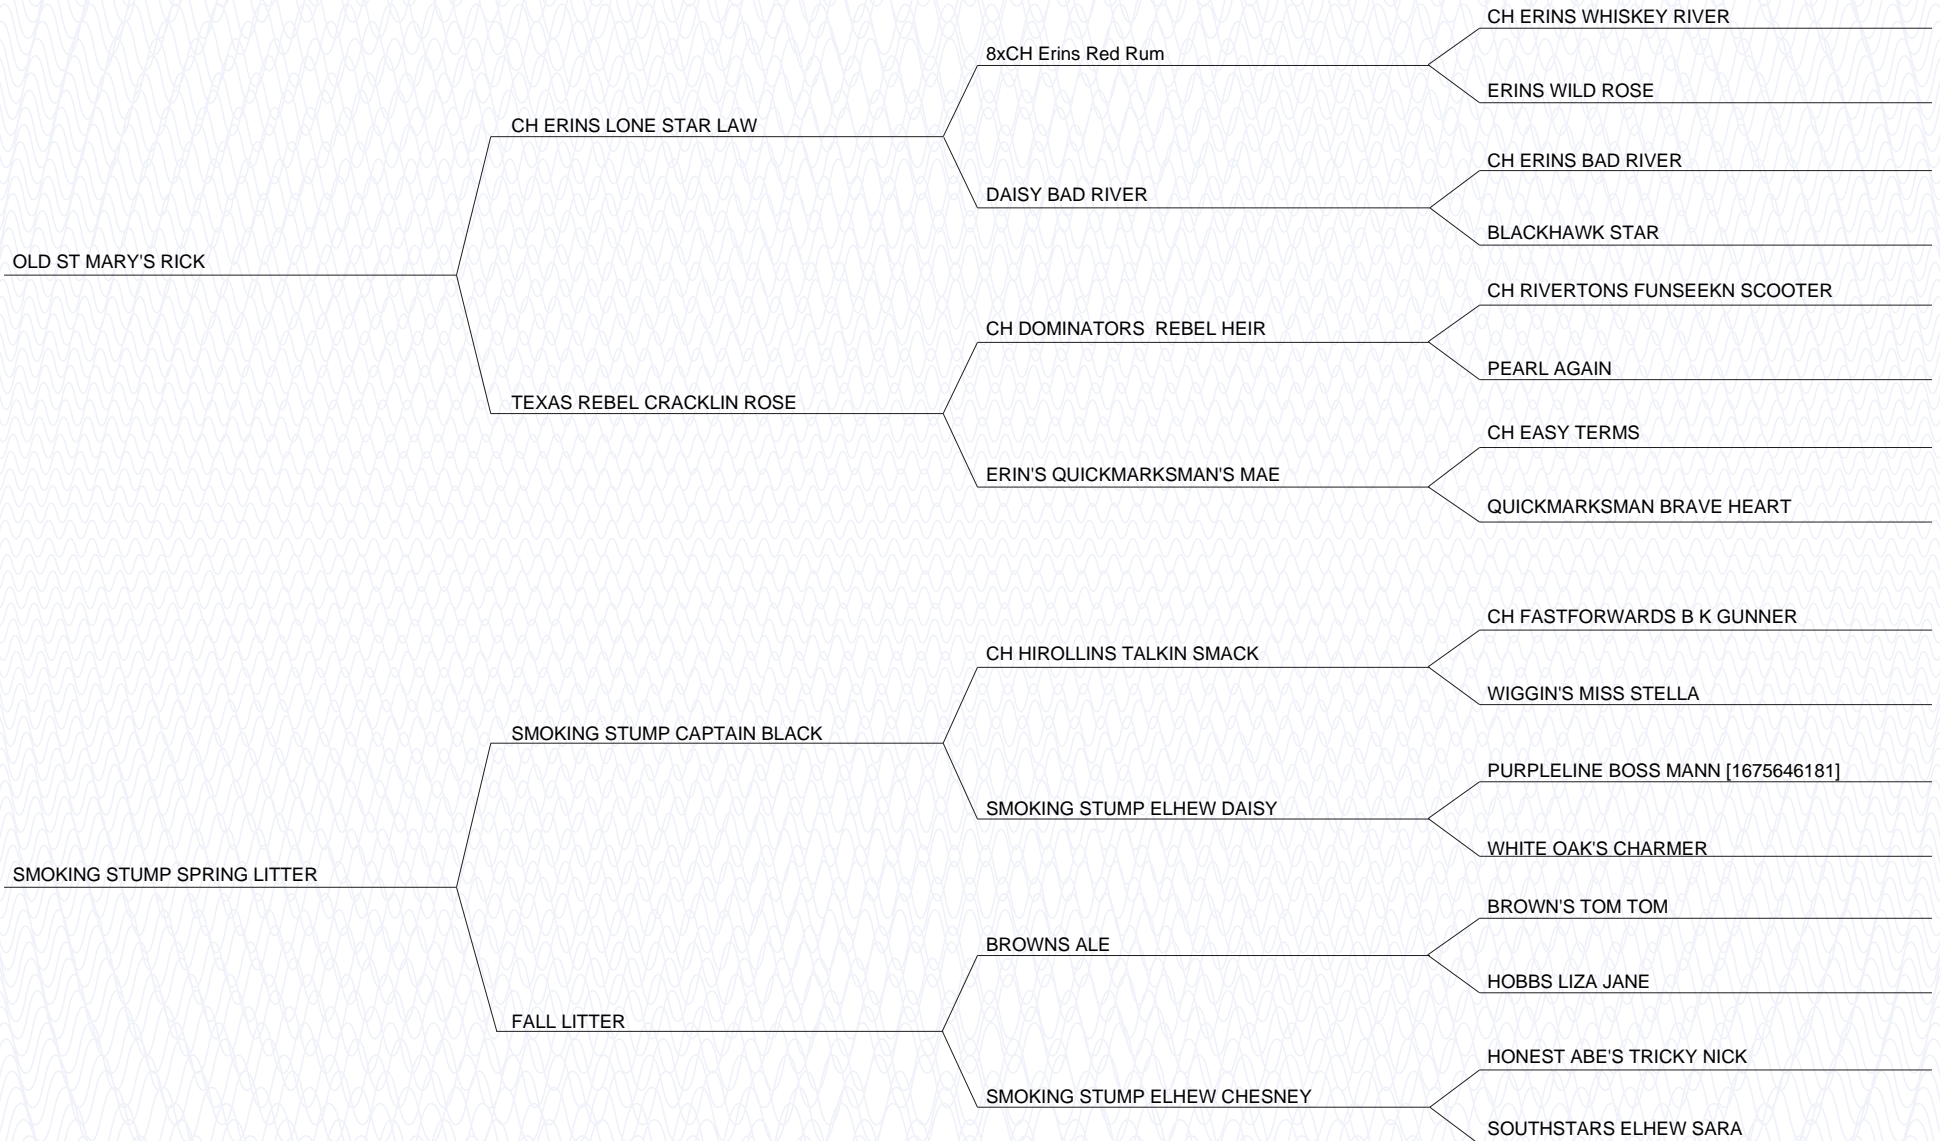 CH ERINS WHISKEY RIVER
8xCH Erins Red Rum
ERINS WILD ROSE
CH ERINS LONE STAR LAW
CH ERINS BAD RIVER
DAISY BAD RIVER
BLACKHAWK STAR
OLD ST MARY'S RICK
CH RIVERTONS FUNSEEKN SCOOTER
CH DOMINATORS  REBEL HEIR
PEARL AGAIN
TEXAS REBEL CRACKLIN ROSE
CH EASY TERMS
ERIN'S QUICKMARKSMAN'S MAE
QUICKMARKSMAN BRAVE HEART
CH FASTFORWARDS B K GUNNER
CH HIROLLINS TALKIN SMACK
WIGGIN'S MISS STELLA
SMOKING STUMP CAPTAIN BLACK
PURPLELINE BOSS MANN [1675646181]
SMOKING STUMP ELHEW DAISY
WHITE OAK'S CHARMER
SMOKING STUMP SPRING LITTER
BROWN'S TOM TOM
BROWNS ALE
HOBBS LIZA JANE
FALL LITTER
HONEST ABE'S TRICKY NICK
SMOKING STUMP ELHEW CHESNEY
SOUTHSTARS ELHEW SARA